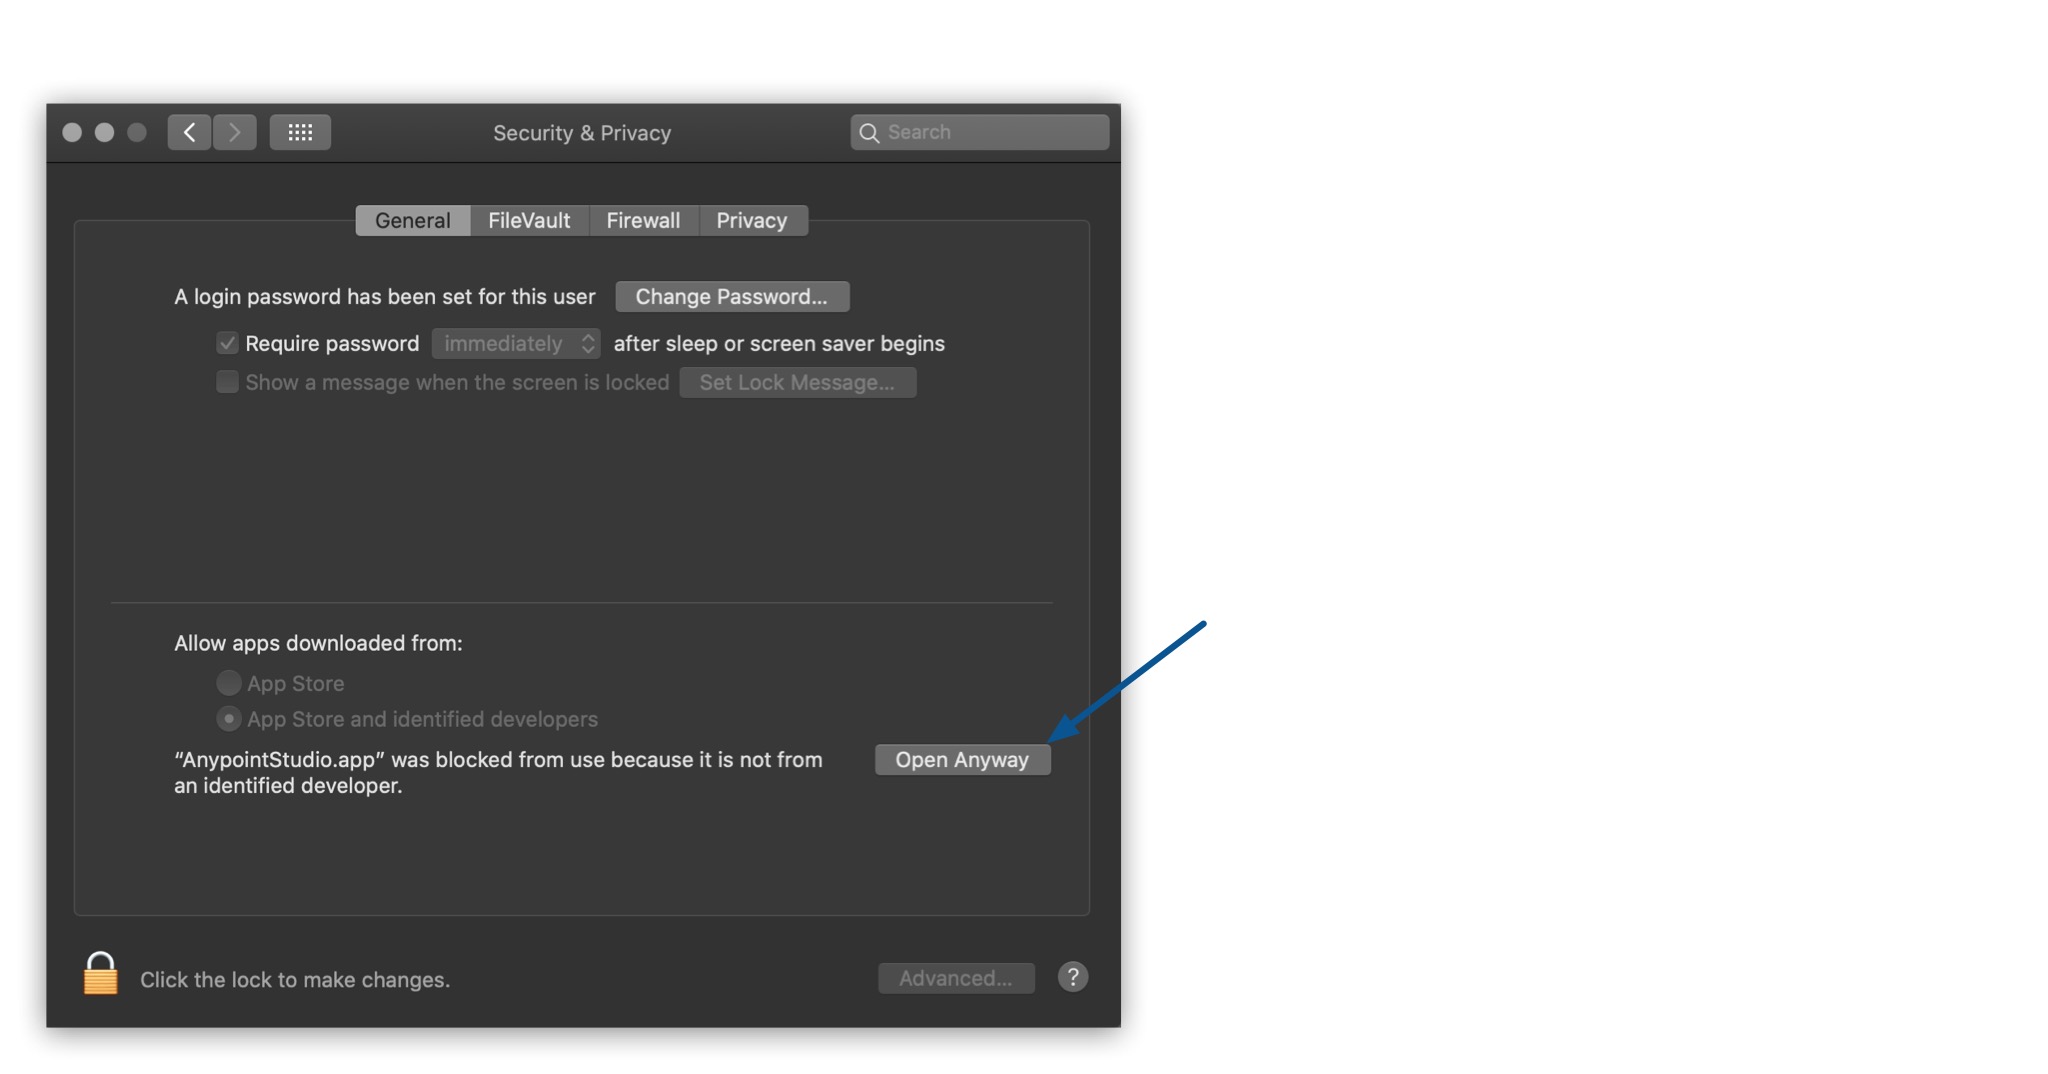 Security & Privacy
Search
General FileVault Firewall Privacy
A login password has been set for this user Change Password...
Require password immediately after sleep or screen saver begins
Show a message when the screen is locked Set Lock Message...
Allow apps downloaded from:
App Store
App Store and identified developers
“AnypointStudio.app” was blocked from use because it is not from Open Anyway
an identified developer.
Click the lock to make changes. Advanced... ?